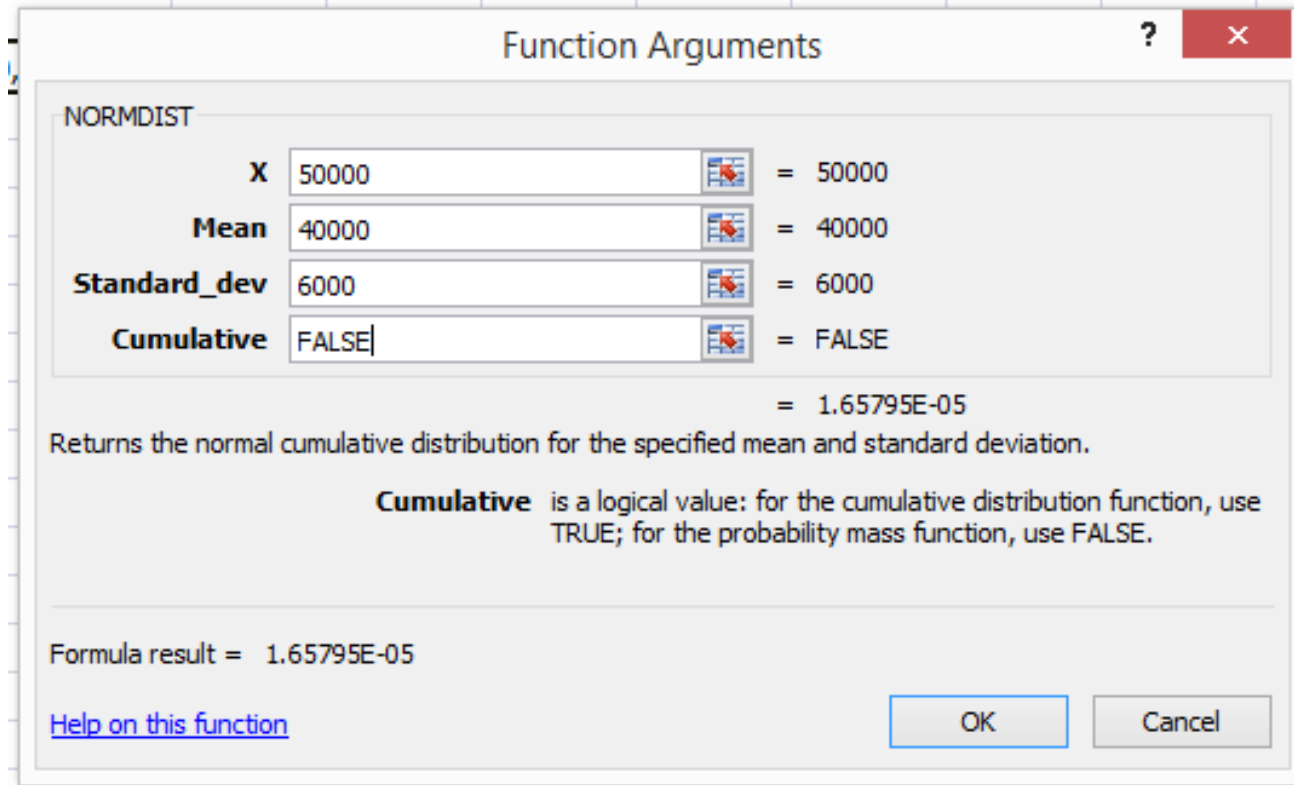 Function Arguments
?
NORMDIST
X 50000 = 50000
Mean 40000 = 40000
Standard_dev 6000 = 6000
Cumulative FALSE = FALSE
= 1.65795E-05
Returns the normal cumulative distribution for the specified mean and standard deviation.
Cumulative is a logical value: for the cumulative distribution function, use
TRUE; for the probability mass function, use FALSE.
Formula result = 1.65795E-05
Help on this function
OK Cancel